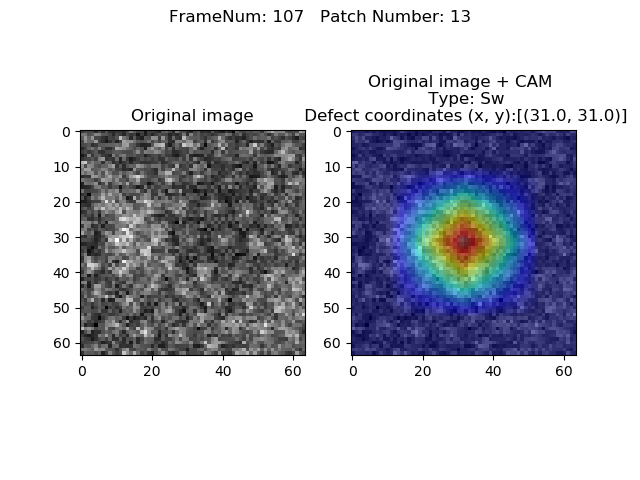 FrameNum: 107   Patch Number: 13
Original image
Original image + CAM
Type: Sw
Defect coordinates (x, y):[(31.0, 31.0)]
0
10
20
30
40
50
60
0 20 40 60
0
10
20
30
40
50
60
0 20 40 60